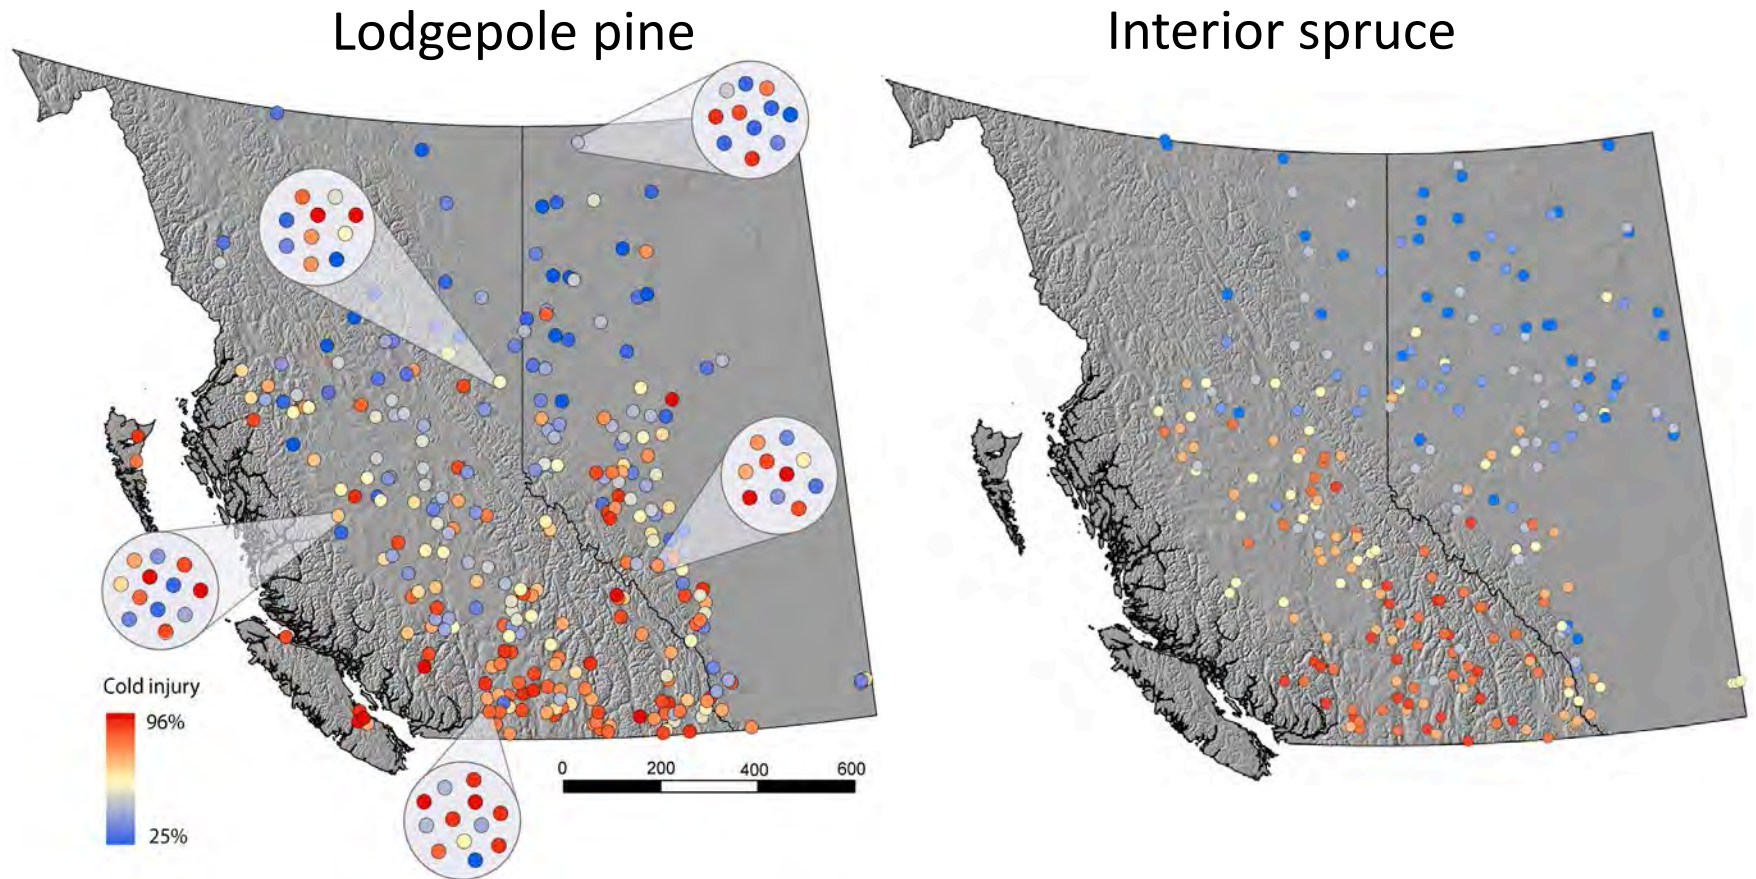 Lodgepole pine
Interior spruce
Cold injury
96%
25%
0 200 400 600